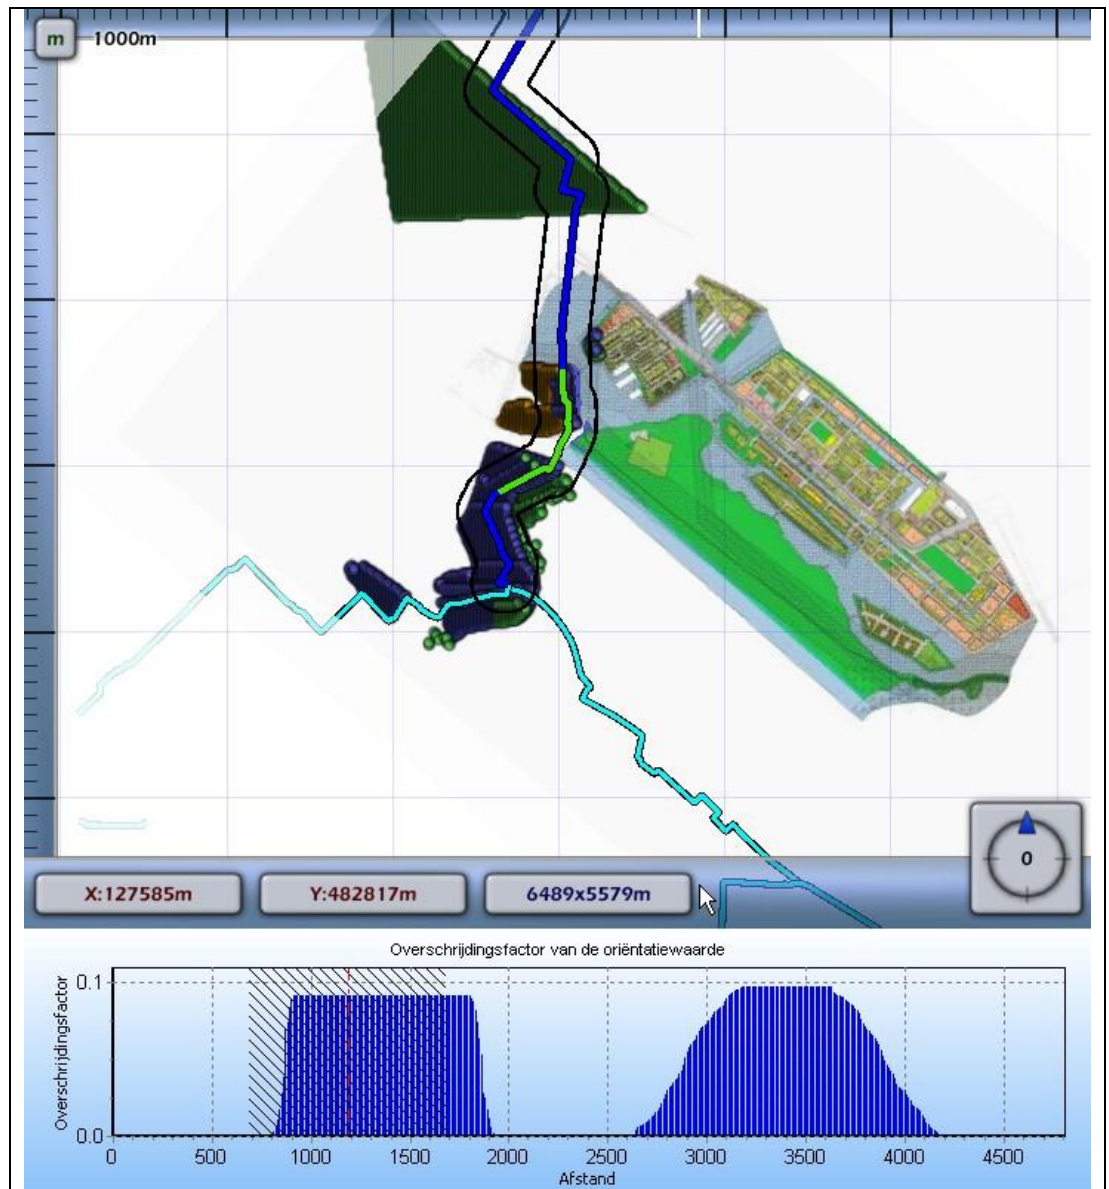 m 1000m
0
X:127585m Y:482817m 6489x5579m
Overschrijdingsfactor van de oriëntatiewaarde
Overschrijdingsfactor
0.1
0.0
0 500 1000 1500 2000 2500 3000 3500 4000 4500
Afstand